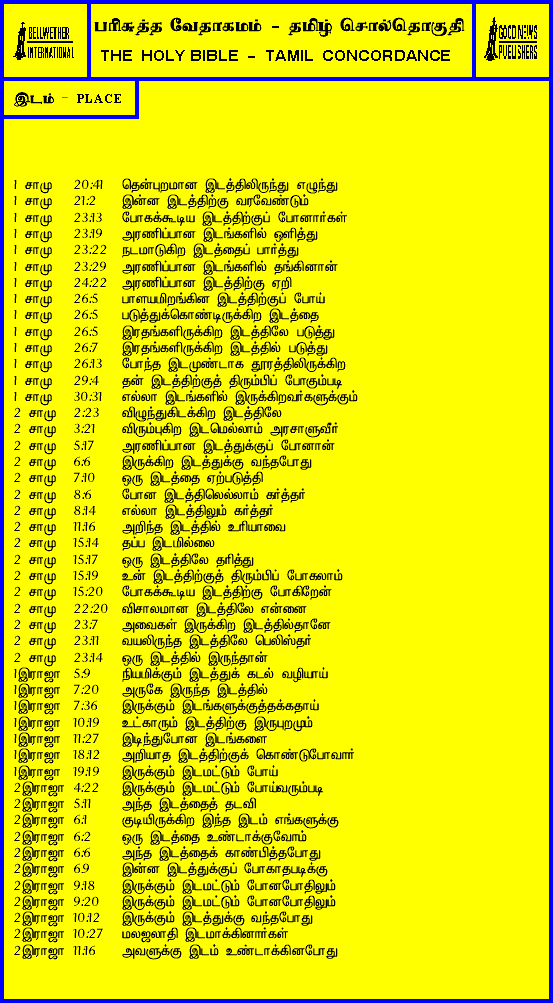 BELLWETHER
INTERNATIONAL
பரிசுத்த வேதாகமம் - தமிழ் சொல்தொகுதி
THE HOLY BIBLE - TAMIL CONCORDANCE
GOOD NEWS
PUBLISHERS
இடம் - PLACE
1 சாமு 20:41 தென்புறமான இடத்திலிருந்து எழுந்து
1 சாமு 21:2 இன்ன இடத்திற்கு வரவேண்டும்
1 சாமு 23:13 போகக்கூடிய இடத்திற்குப் போனார்கள்
1 சாமு 23:19 அரணிப்பான இடங்களில் ஒளித்து
1 சாமு 23:22 நடமாடுகிற இடத்தைப் பார்த்து
1 சாமு 23:29 அரணிப்பான இடங்களில் தங்கினான்
1 சாமு 24:22 அரணிப்பான இடத்திற்கு ஏறி
1 சாமு 26:5 பாளயமிறங்கின இடத்திற்குப் போய்
1 சாமு 26:5 படுத்துக்கொண்டிருக்கிற இடத்தை
1 சாமு 26:5 இரதங்களிருக்கிற இடத்திலே படுத்து
1 சாமு 26:7 இரதங்களிருக்கிற இடத்தில் படுத்து
1 சாமு 26:13 போந்த இடமுண்டாக தூரத்திலிருக்கிற
1 சாமு 29:4 தன் இடத்திற்குத் திரும்பிப் போகும்படி
1 சாமு 30:31 எல்லா இடங்களில் இருக்கிறவர்களுக்கும்
2 சாமு 2:23 விழுந்துகிடக்கிற இடத்திலே
2 சாமு 3:21 விரும்புகிற இடமெல்லாம் அரசாளுவீர்
2 சாமு 5:17 அரணிப்பான இடத்துக்குப் போனான்
2 சாமு 6:6 இருக்கிற இடத்துக்கு வந்தபோது
2 சாமு 7:10 ஒரு இடத்தை ஏற்படுத்தி
2 சாமு 8:6 போன இடத்திலெல்லாம் கர்த்தர்
2 சாமு 8:14 எல்லா இடத்திலும் கர்த்தர்
2 சாமு 11:16 அறிந்த இடத்தில் உரியாவை
2 சாமு 15:14 தப்ப இடமில்லை
2 சாமு 15:17 ஒரு இடத்திலே தரித்து
2 சாமு 15:19 உன் இடத்திற்குத் திரும்பிப் போகலாம்
2 சாமு 15:20 போகக்கூடிய இடத்திற்கு போகிறேன்
2 சாமு 22:20 விசாலமான இடத்திலே என்னை
2 சாமு 23:7 அவைகள் இருக்கிற இடத்தில்தானே
2 சாமு 23:11 வயலிருந்த இடத்திலே பெலிஸ்தர்
2 சாமு 23:14 ஒரு இடத்தில் இருந்தான்
1இராஜா 5:9 நியமிக்கும் இடத்துக் கடல் வழியாய்
1இராஜா 7:20 அருகே இருந்த இடத்தில்
1இராஜா 7:36 இருக்கும் இடங்களுக்குத்தக்கதாய்
1இராஜா 10:19 உட்காரும் இடத்திற்கு இருபுறமும்
1இராஜா 11:27 இடிந்துபோன இடங்களை
1இராஜா 18:12 அறியாத இடத்திற்குக் கொண்டுபோவார்
1இராஜா 19:19 இருக்கும் இடமட்டும் போய்
2இராஜா 4:22 இருக்கும் இடமட்டும் போய்வரும்படி
2இராஜா 5:11 அந்த இடத்தைத் தடவி
2இராஜா 6:1 குடியிருக்கிற இந்த இடம் எங்களுக்கு
2இராஜா 6:2 ஒரு இடத்தை உண்டாக்குவோம்
2இராஜா 6:6 அந்த இடத்தைக் காண்பித்தபோது
2இராஜா 6:9 இன்ன இடத்துக்குப் போகாதபடிக்கு
2இராஜா 9:18 இருக்கும் இடமட்டும் போனபோதிலும்
2இராஜா 9:20 இருக்கும் இடமட்டும் போனபோதிலும்
2இராஜா 10:12 இருக்கும் இடத்துக்கு வந்தபோது
2இராஜா 10:27 மலஜலாதி இடமாக்கினார்கள்
2இராஜா 11:16 அவளுக்கு இடம் உண்டாக்கினபோது